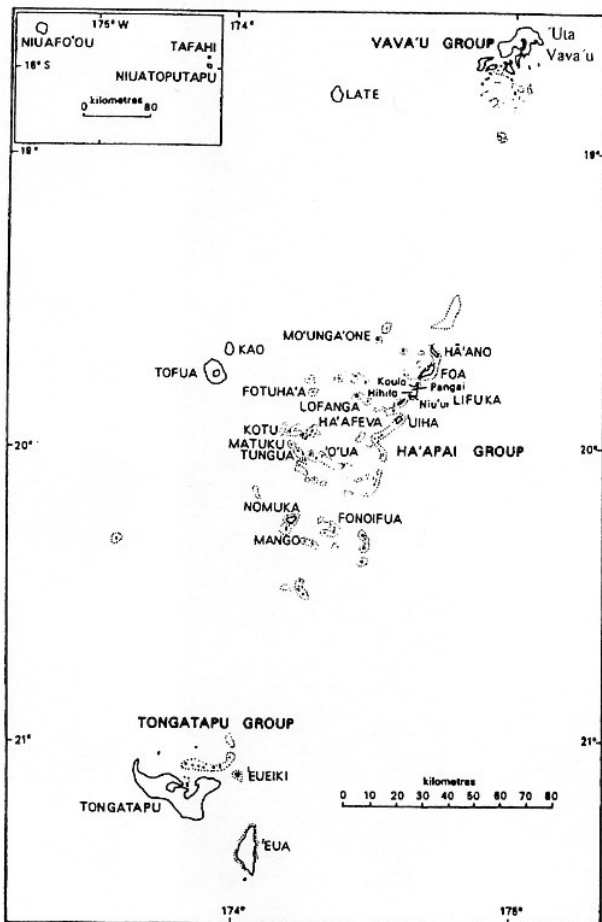 175° W
174°
175°
NIUAFO'OU
TAFAHI
16° S
NIUATOPUTAPU
kilometres
0 80
VAVA'U GROUP
'Uta
Vava'u
LATE
19°
19°
MO'UNGA'ONE
KAO
HĀ'ANO
TOFUA
FOA
Koulo
Pangai
FOTUHA'A
Hihifo
LOFANGA
Niu'ui
LIFUKA
HA'AFEVA
'UIHA
KOTU
20°
MATUKU
'O'UA
20°
TUNGUA
HA'APAI GROUP
NOMUKA
FONOIFUA
MANGO
TONGATAPU GROUP
21°
21°
'EUEIKI
kilometres
TONGATAPU
0 10 20 30 40 50 60 70 80
'EUA
174°
175°